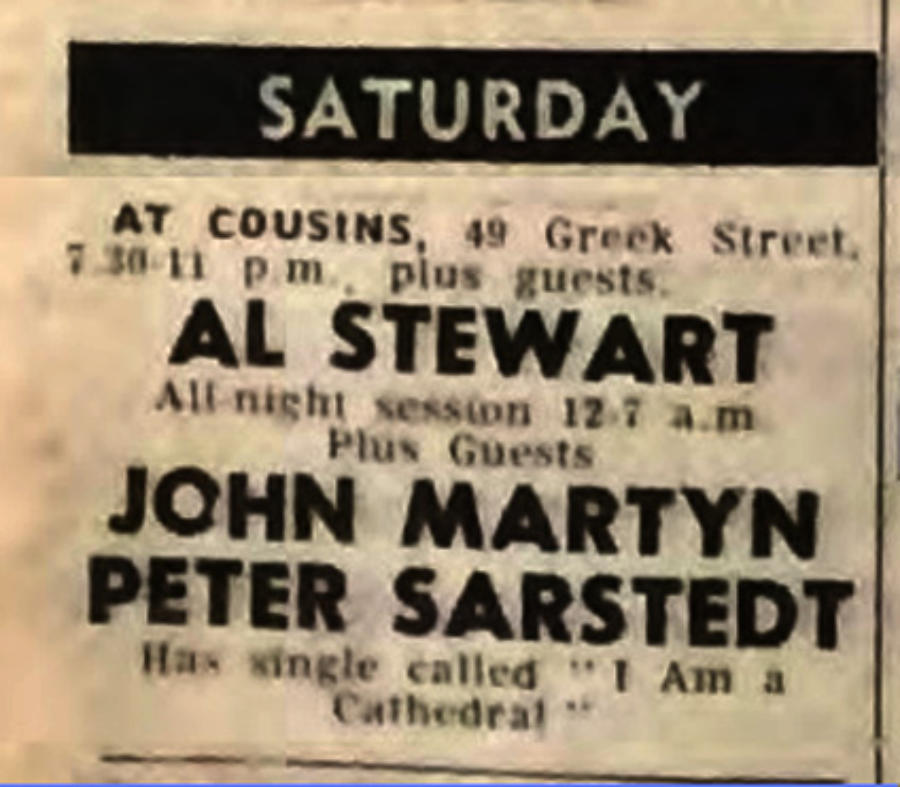 SATURDAY
AT COUSINS, 49 Greek Street.
7.30-11 p.m., plus guests.
AL STEWART
All-night session 12-7 a.m
Plus Guests
JOHN MARTYN
PETER SARSTEDT
Has single called "I Am a
Cathedral"